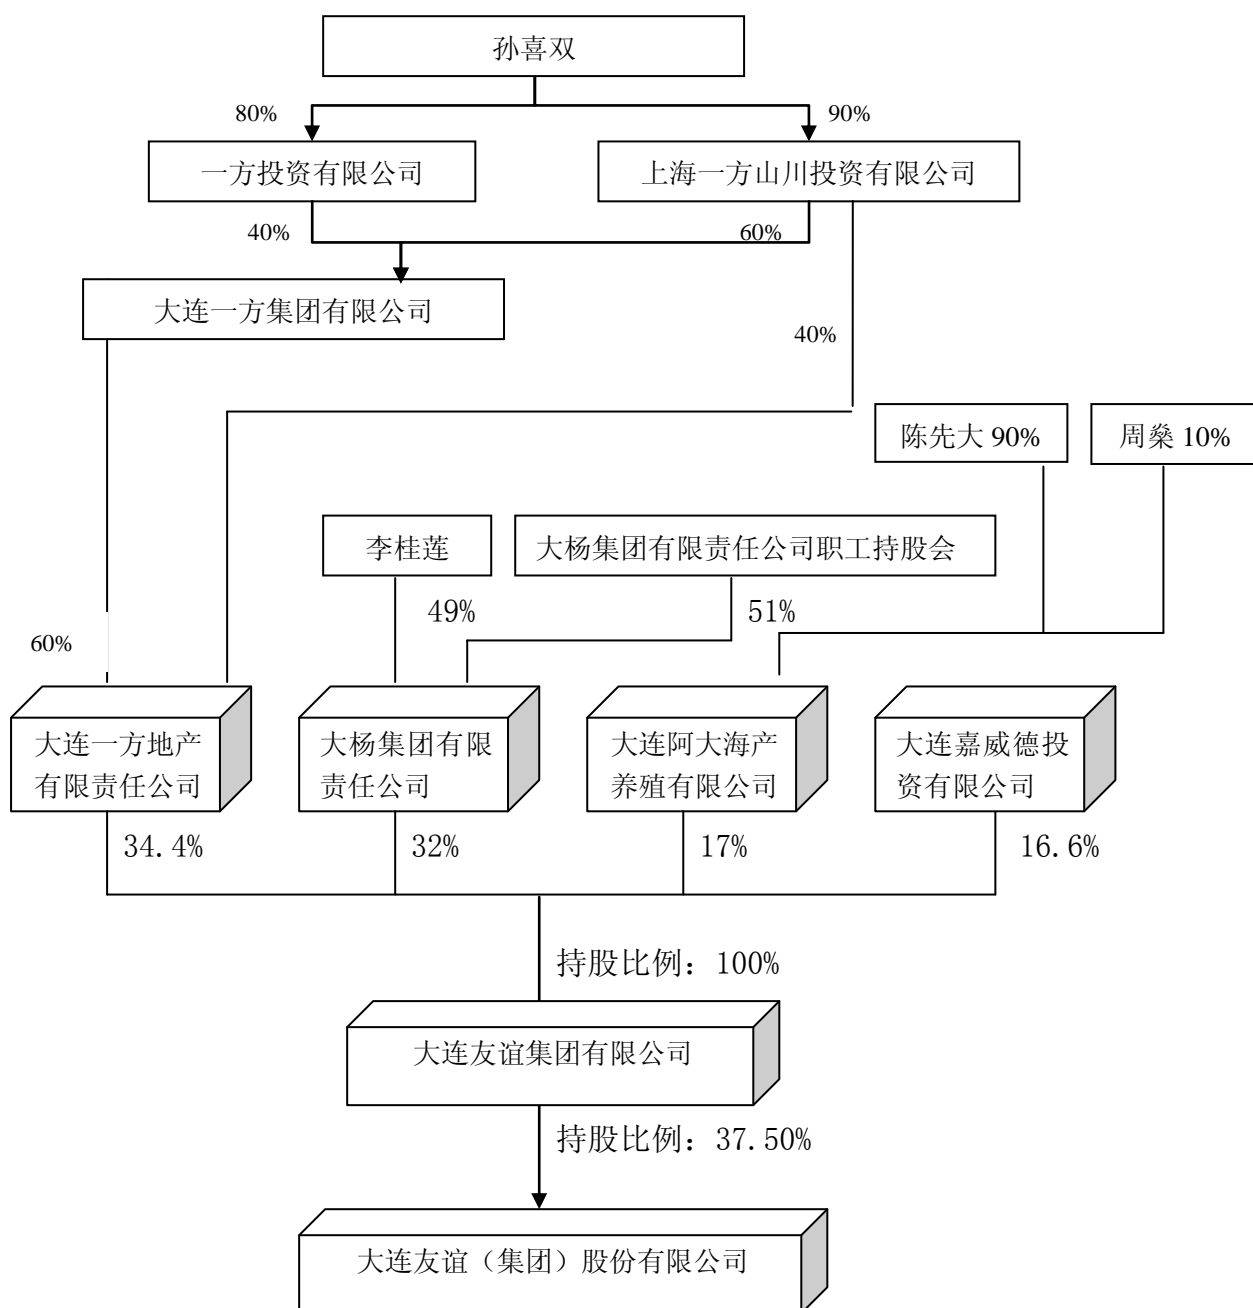 孙喜双
80%
90%
一方投资有限公司
上海一方山川投资有限公司
40%
60%
大连一方集团有限公司
40%
陈先大 90%
周燊 10%
李桂莲
大杨集团有限责任公司职工持股会
49%
51%
60%
大连一方地产
有限责任公司
大杨集团有限
责任公司
大连阿大海产
养殖有限公司
大连嘉威德投
资有限公司
34.4%
32%
17%
16.6%
持股比例：100%
大连友谊集团有限公司
持股比例：37.50%
大连友谊（集团）股份有限公司